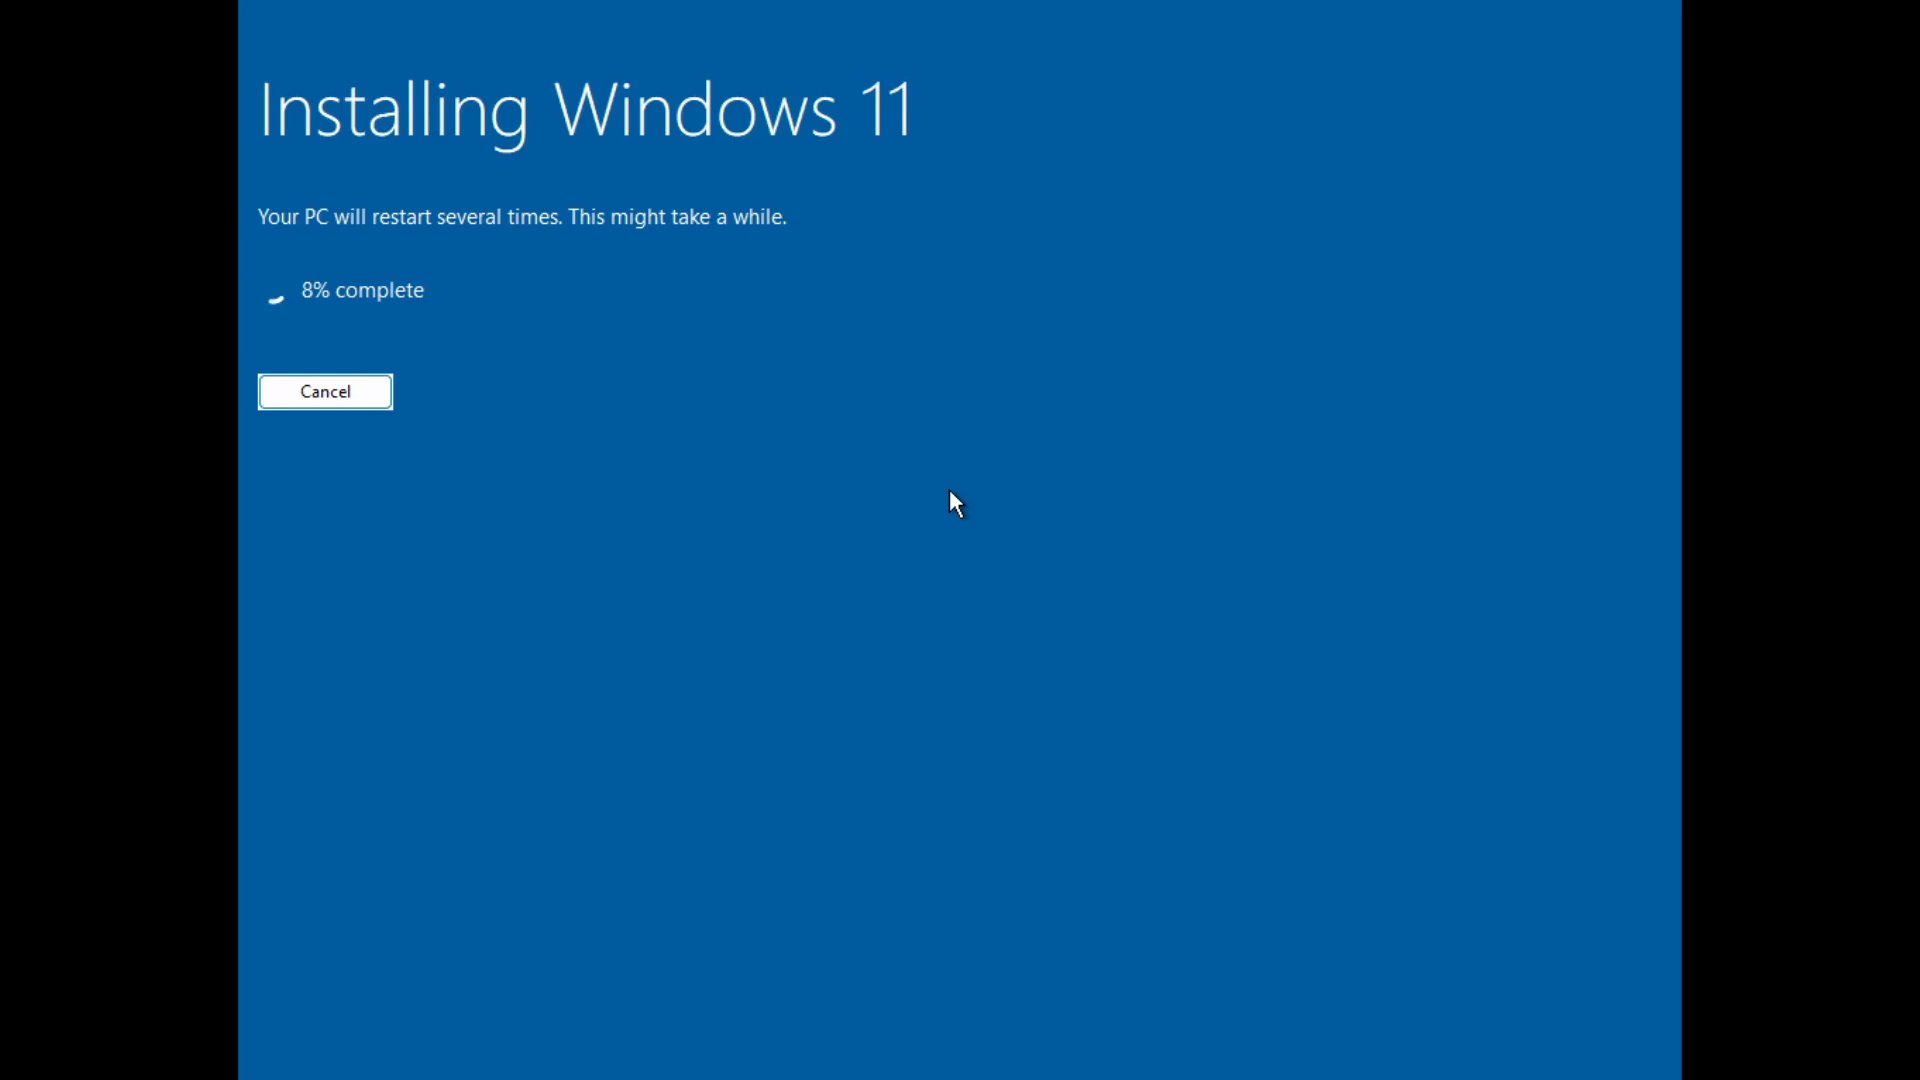 Installing Windows 11
Your PC will restart several times. This might take a while.
8% complete
Cancel